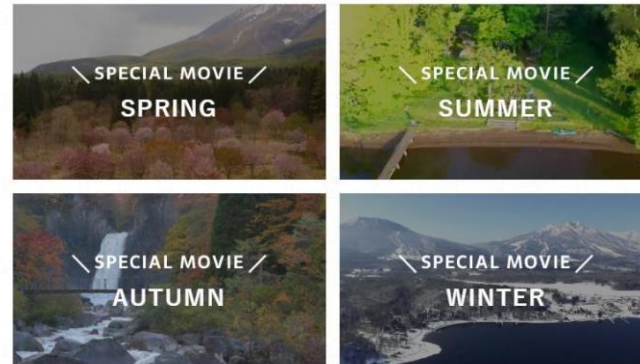 \ SPECIAL MOVIE /
SPRING
\ SPECIAL MOVIE /
SUMMER
\ SPECIAL MOVIE /
AUTUMN
\ SPECIAL MOVIE /
WINTER